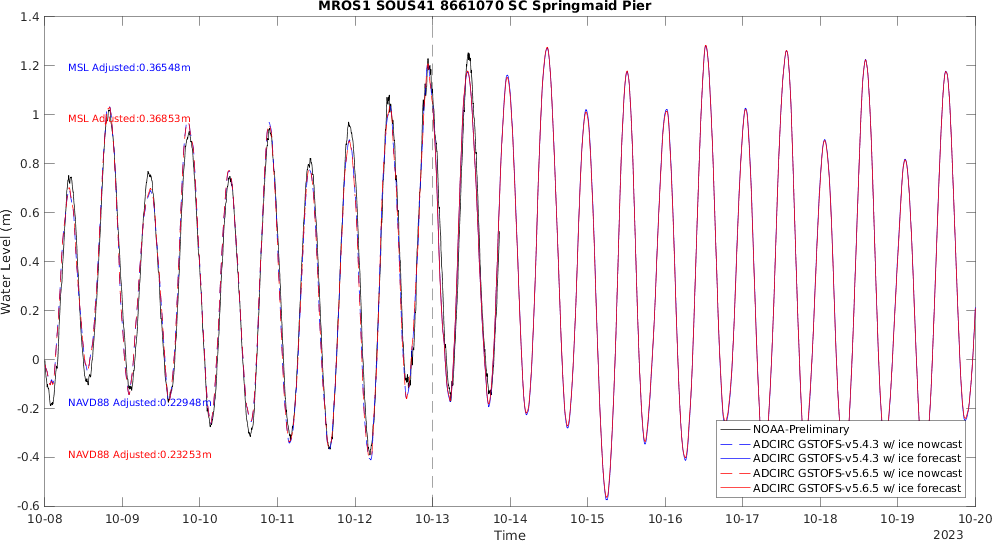 MROS1 SOUS41 8661070 SC Springmaid Pier
1.4
1.2
1
0.8
0.6
0.4
0.2
0
-0.2
-0.4
-0.6
Water Level (m)
MSL Adjusted:0.36548m
MSL Adjusted:0.36853m
NAVD88 Adjusted:0.22948m
NAVD88 Adjusted:0.23253m
NOAA-Preliminary
ADCIRC GSTOFS-v5.4.3 w/ ice nowcast
ADCIRC GSTOFS-v5.4.3 w/ ice forecast
ADCIRC GSTOFS-v5.6.5 w/ ice nowcast
ADCIRC GSTOFS-v5.6.5 w/ ice forecast
10-08 10-09 10-10 10-11 10-12 10-13 10-14 10-15 10-16 10-17 10-18 10-19 10-20
Time
2023